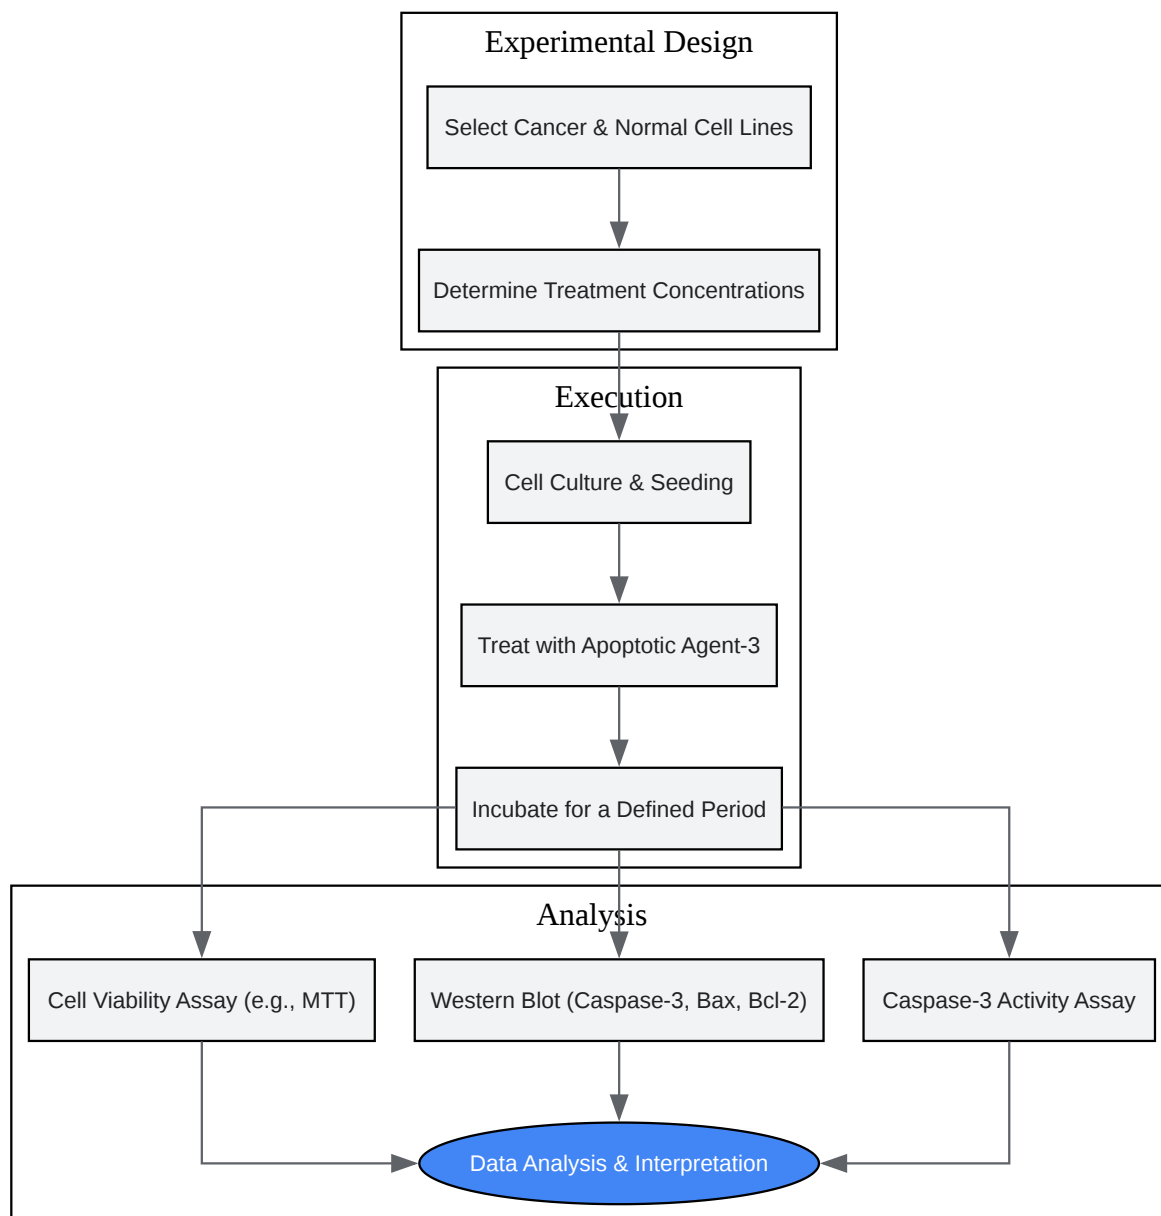 Experimental Design
Select Cancer & Normal Cell Lines
Determine Treatment Concentrations
Execution
Cell Culture & Seeding
Treat with Apoptotic Agent-3
Incubate for a Defined Period
Analysis
Cell Viability Assay (e.g., MTT)
Western Blot (Caspase-3, Bax, Bcl-2)
Caspase-3 Activity Assay
Data Analysis & Interpretation